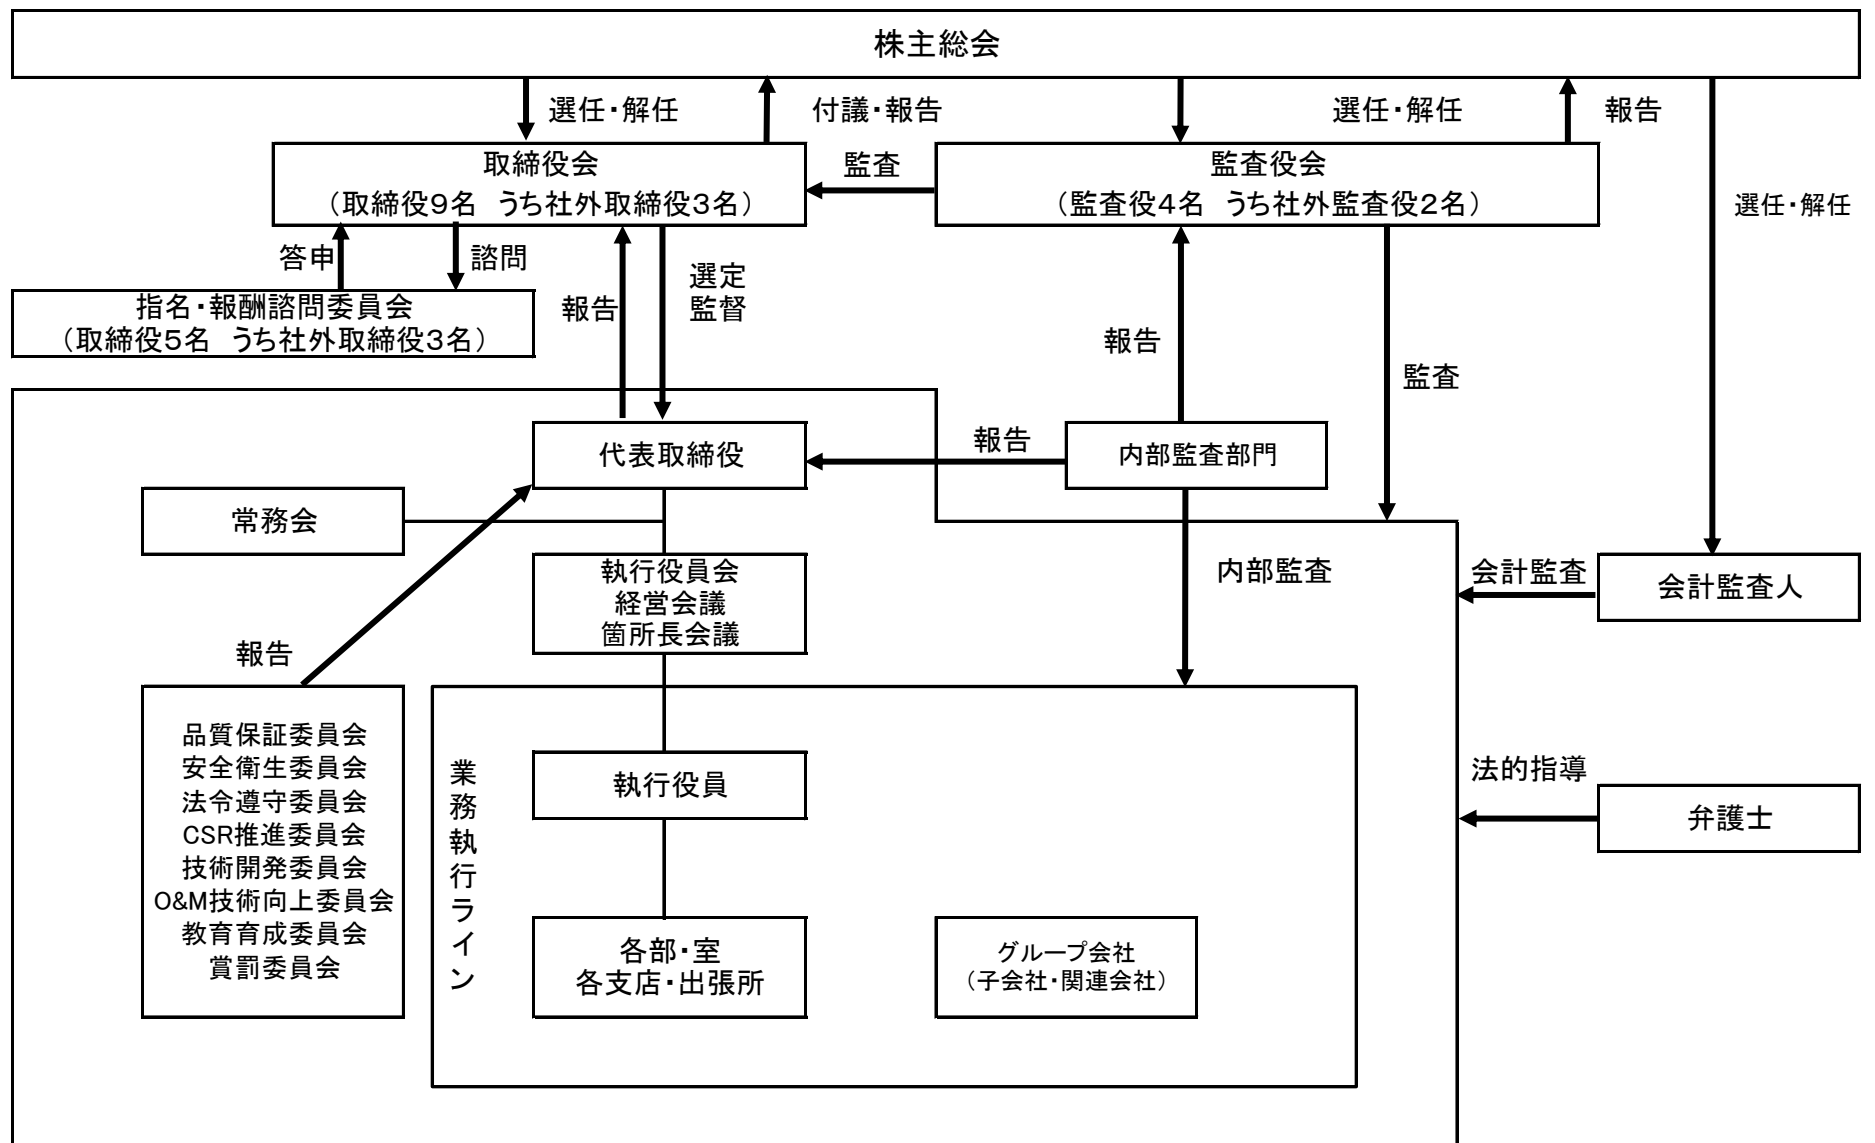 株主総会
選任・解任
付議・報告
選任・解任
報告
取締役会
（取締役9名　うち社外取締役3名）
監査
監査役会
（監査役4名　うち社外監査役2名）
選任・解任
答申
諮問
指名・報酬諮問委員会
（取締役5名　うち社外取締役3名）
報告
選定
監督
報告
監査
代表取締役
報告
内部監査部門
常務会
執行役員会
経営会議
箇所長会議
内部監査
会計監査
会計監査人
報告
品質保証委員会
安全衛生委員会
法令遵守委員会
CSR推進委員会
技術開発委員会
O&M技術向上委員会
教育育成委員会
賞罰委員会
業務執行ライン
執行役員
法的指導
弁護士
各部・室
各支店・出張所
グループ会社
（子会社・関連会社）